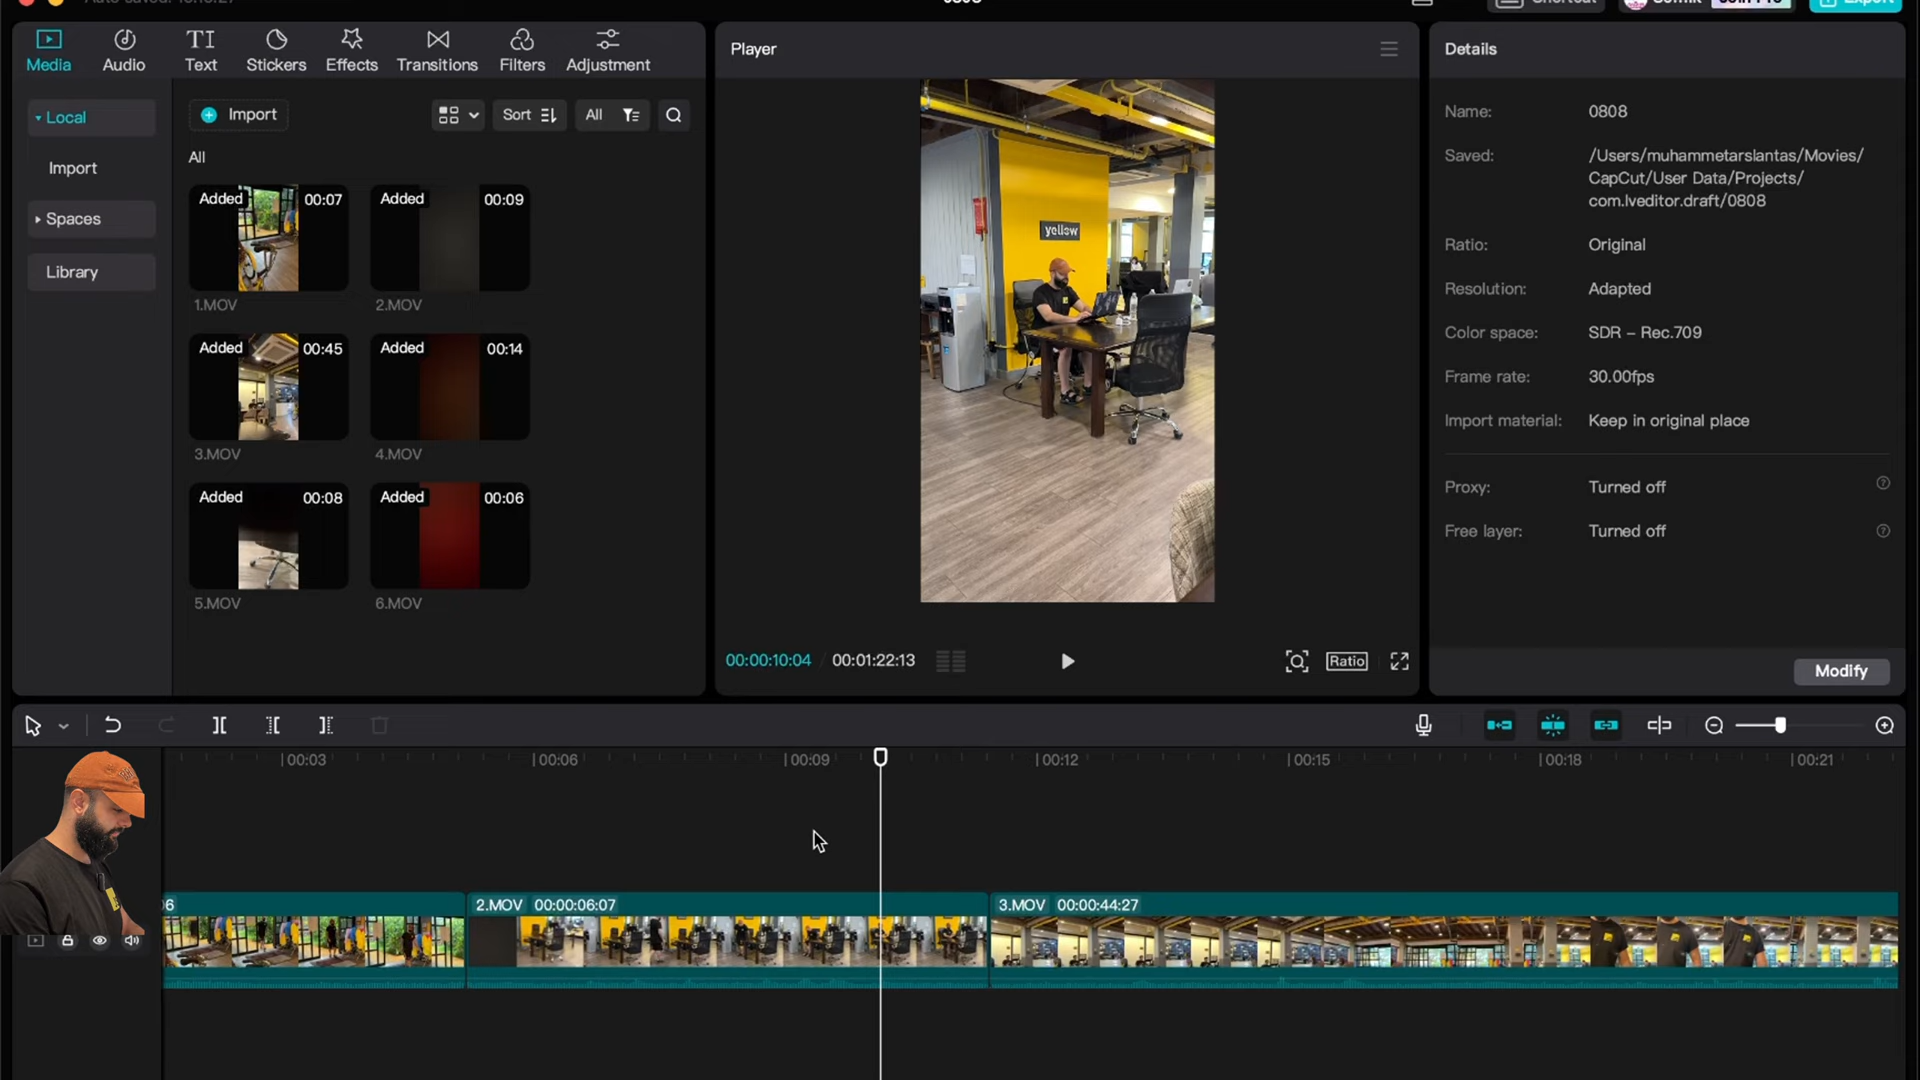 0808
Media
Audio
Text
Stickers
Effects
Transitions
Filters
Adjustment
Local
Import
Spaces
Library
Import
Sort
All
All
Added 00:07
1.MOV
Added 00:09
2.MOV
Added 00:45
3.MOV
Added 00:14
4.MOV
Added 00:08
5.MOV
Added 00:06
6.MOV
Player
yellow
00:00:10:04 / 00:01:22:13
Ratio
Details
Name: 0808
Saved: /Users/muhammetarslantas/Movies/
CapCut/User Data/Projects/
com.lveditor.draft/0808
Ratio: Original
Resolution: Adapted
Color space: SDR – Rec.709
Frame rate: 30.00fps
Import material: Keep in original place
Proxy: Turned off
Free layer: Turned off
Modify
00:03
00:06
00:09
00:12
00:15
00:18
00:21
6
2.MOV 00:00:06:07
3.MOV 00:00:44:27